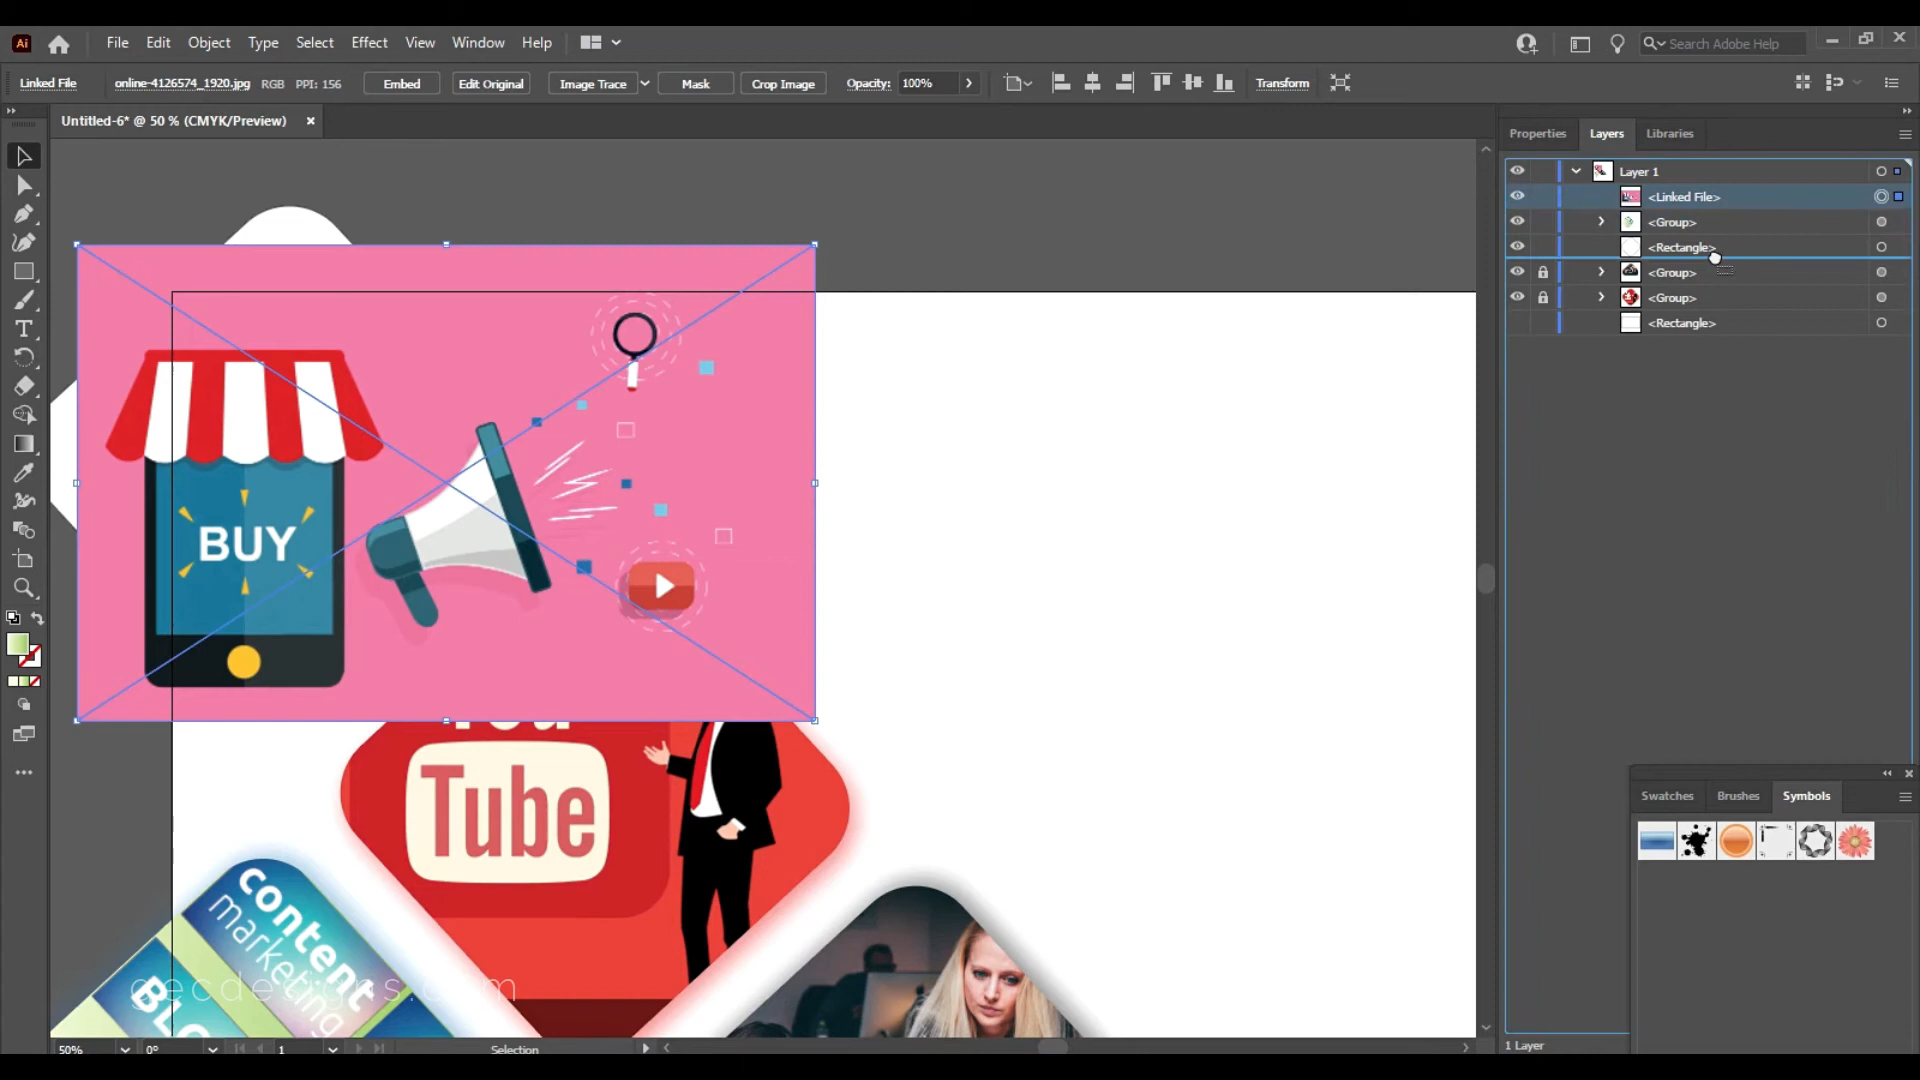 Ai File Edit Object Type Select Effect View Window Help Search Adobe Help
Linked File online-4126574_1920.jpg RGB PPI: 156 Embed Edit Original Image Trace Mask Crop Image Opacity: 100% Transform
Untitled-6* @ 50 % (CMYK/Preview)
Properties Layers Libraries
Layer 1
<Linked File>
<Group>
<Rectangle>
<Group>
<Group>
<Rectangle>
BUY
Tube
content
marketing
gecdesigns.com
Swatches Brushes Symbols
50% 0° 1 Selection
1 Layer